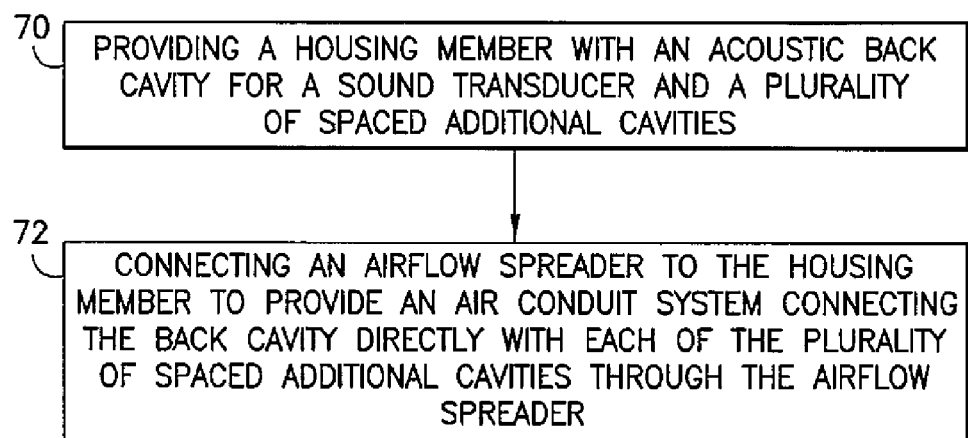 70
PROVIDING A HOUSING MEMBER WITH AN ACOUSTIC BACK
CAVITY FOR A SOUND TRANSDUCER AND A PLURALITY
OF SPACED ADDITIONAL CAVITIES
72
CONNECTING AN AIRFLOW SPREADER TO THE HOUSING
MEMBER TO PROVIDE AN AIR CONDUIT SYSTEM CONNECTING
THE BACK CAVITY DIRECTLY WITH EACH OF THE PLURALITY
OF SPACED ADDITIONAL CAVITIES THROUGH THE AIRFLOW
SPREADER